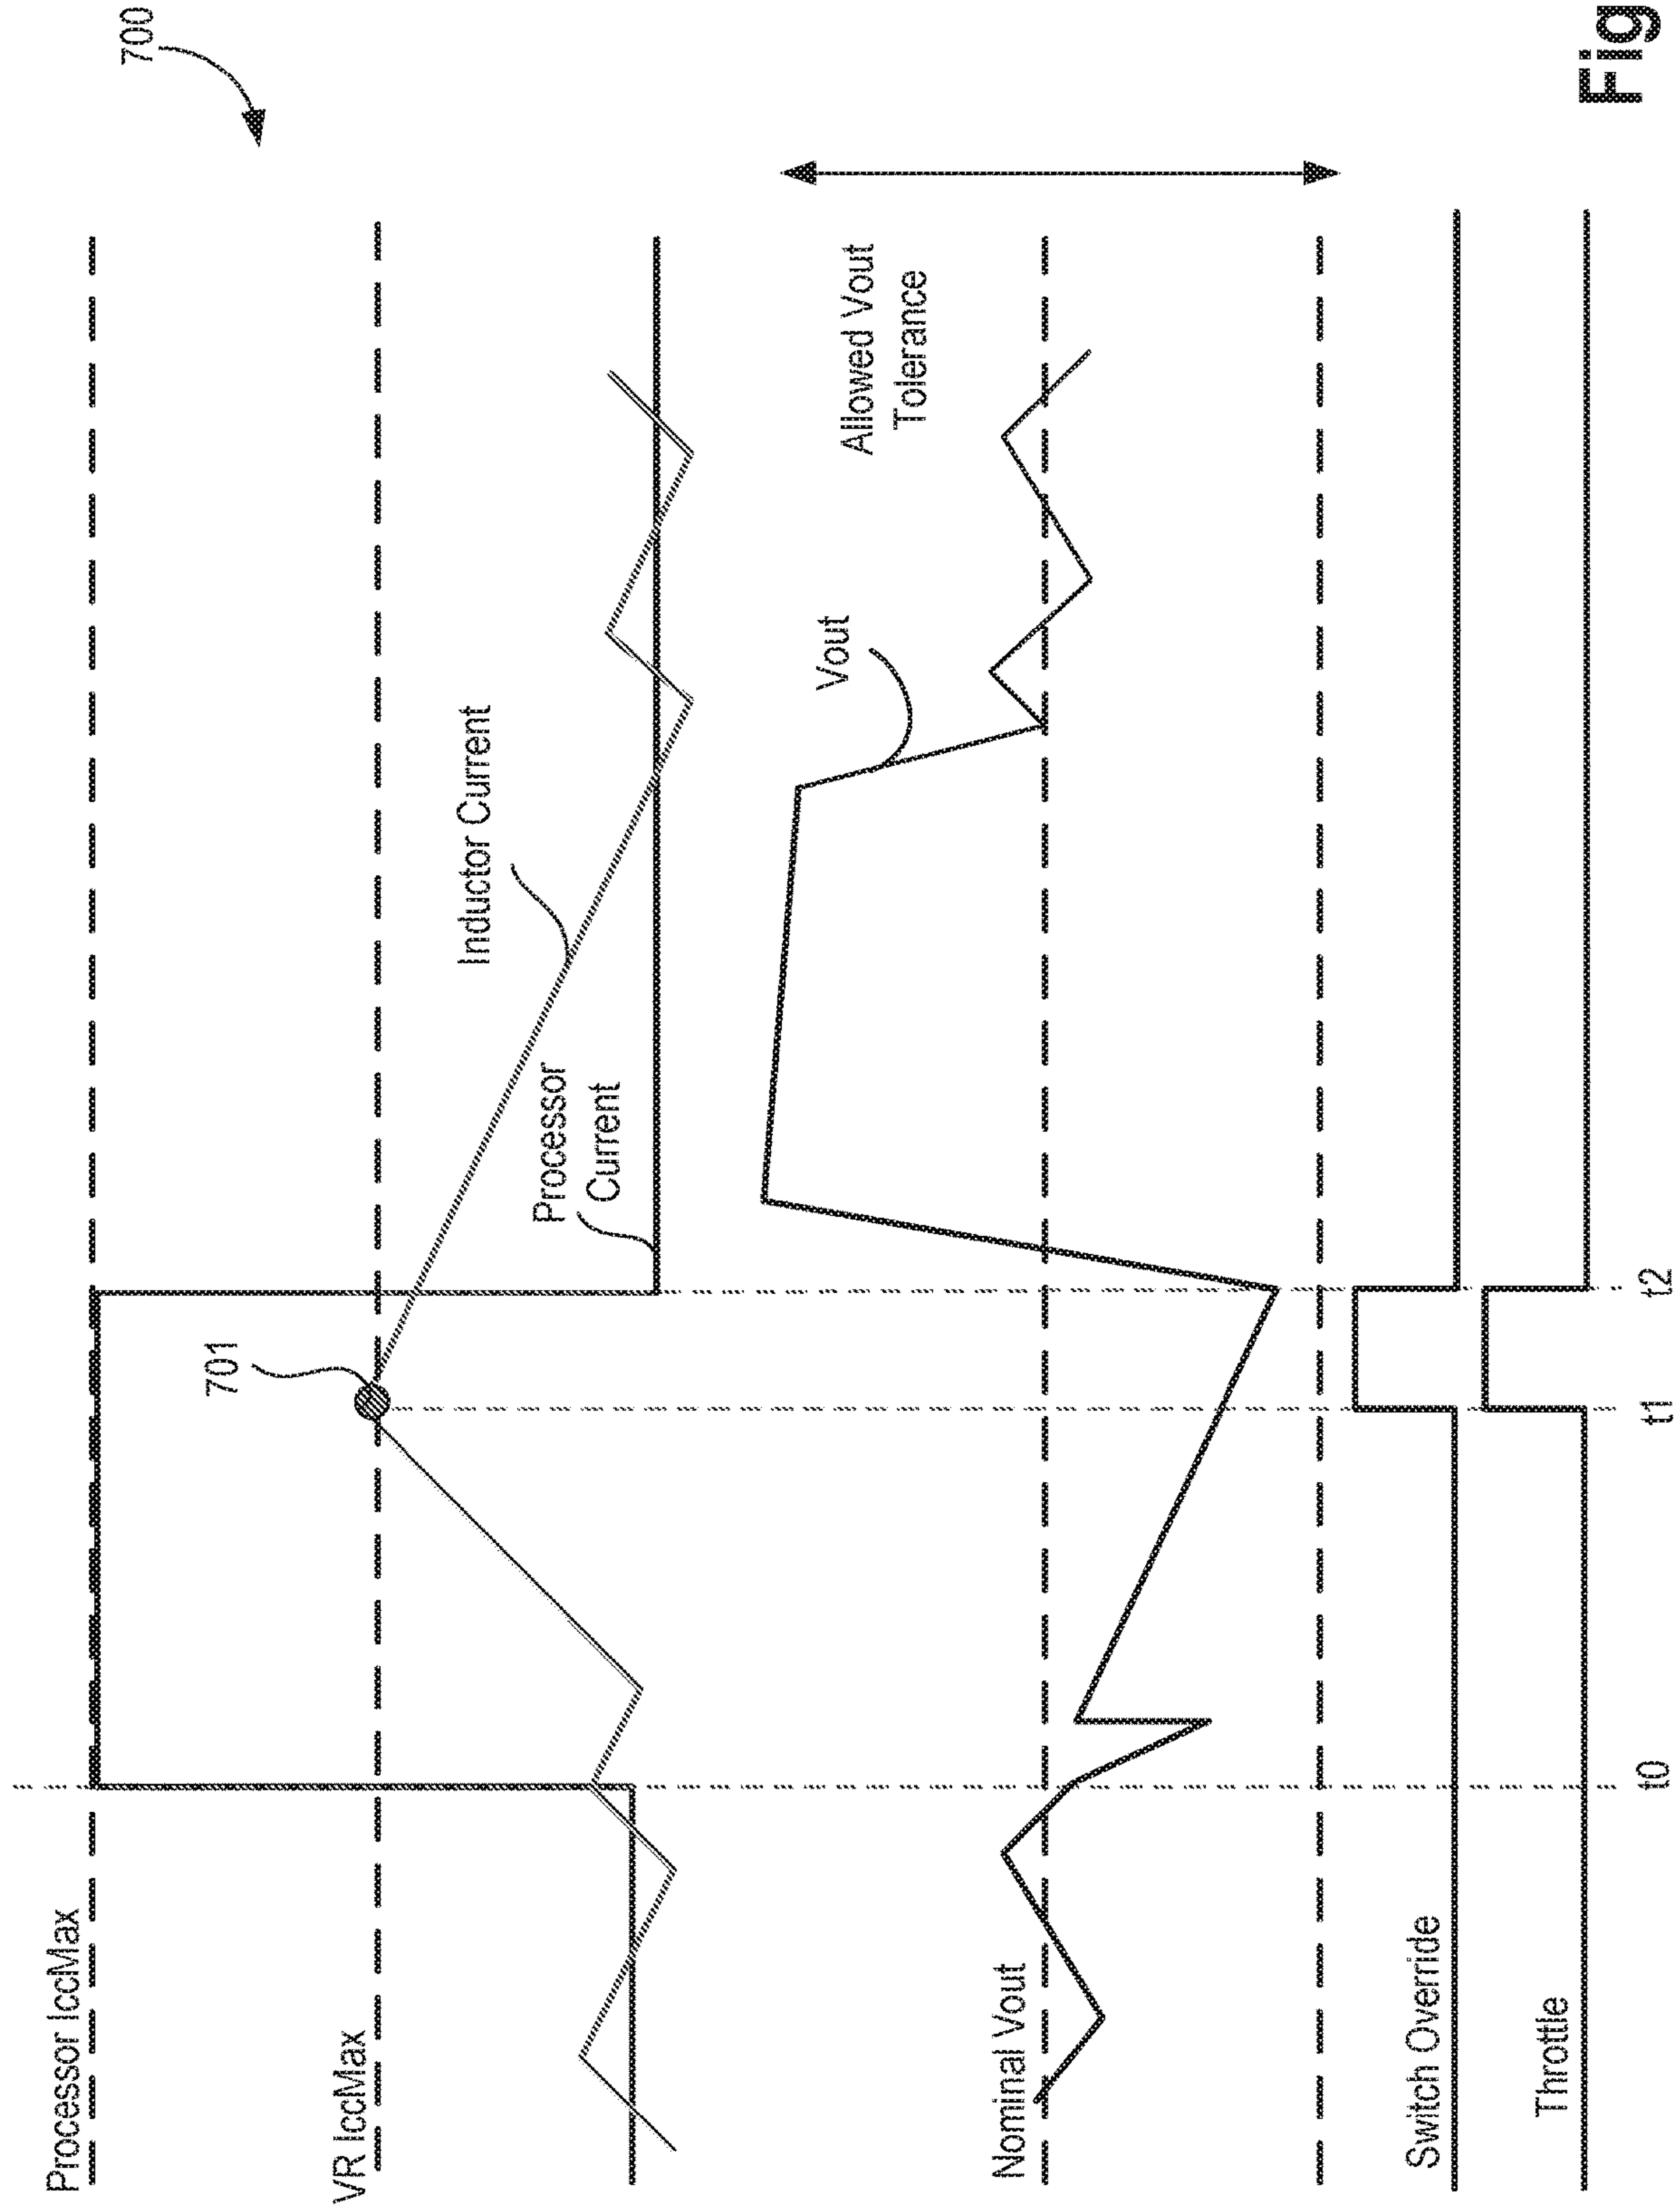 700
Processor IccMax
701
VR IccMax
Inductor Current
Processor
Current
Vout
Allowed Vout
Tolerance
Nominal Vout
Switch Override
Throttle
t0
t1
t2
Fig